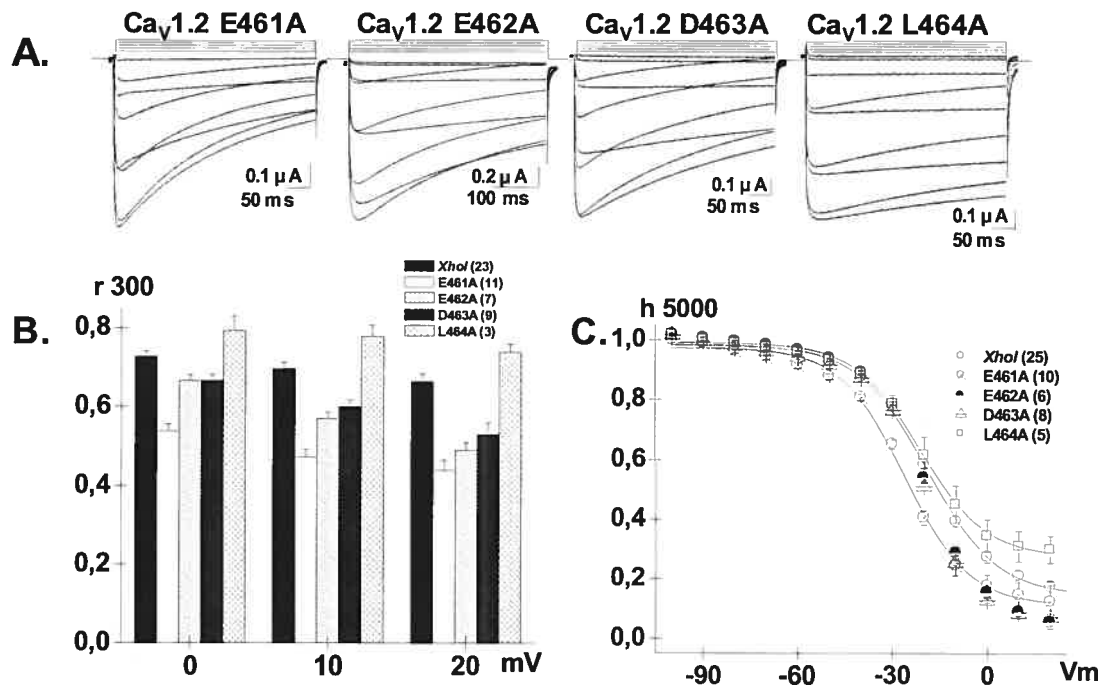 A.
Ca_V1.2 E461A
Ca_V1.2 E462A
Ca_V1.2 D463A
Ca_V1.2 L464A
0.1 µA
50 ms
0.2 µA
100 ms
0.1 µA
50 ms
0.1 µA
50 ms
B.
r 300
XhoI (23)
E461A (11)
E462A (7)
D463A (9)
L464A (3)
0,8
0,6
0,4
0,2
0,0
0 10 20 mV
C.
h 5000
XhoI (25)
E461A (10)
E462A (6)
D463A (8)
L464A (5)
1,0
0,8
0,6
0,4
0,2
0,0
-90 -60 -30 0 Vm